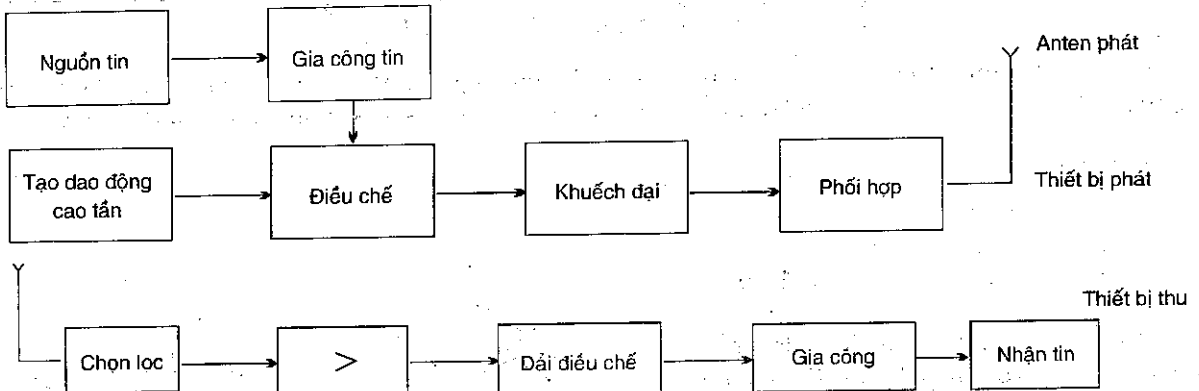 Nguồn tin
Gia công tin
Anten phát
Tạo dao động
cao tần
Điều chế
Khuếch đại
Phối hợp
Thiết bị phát
Thiết bị thu
Chọn lọc
>
Dải điều chế
Gia công
Nhận tin